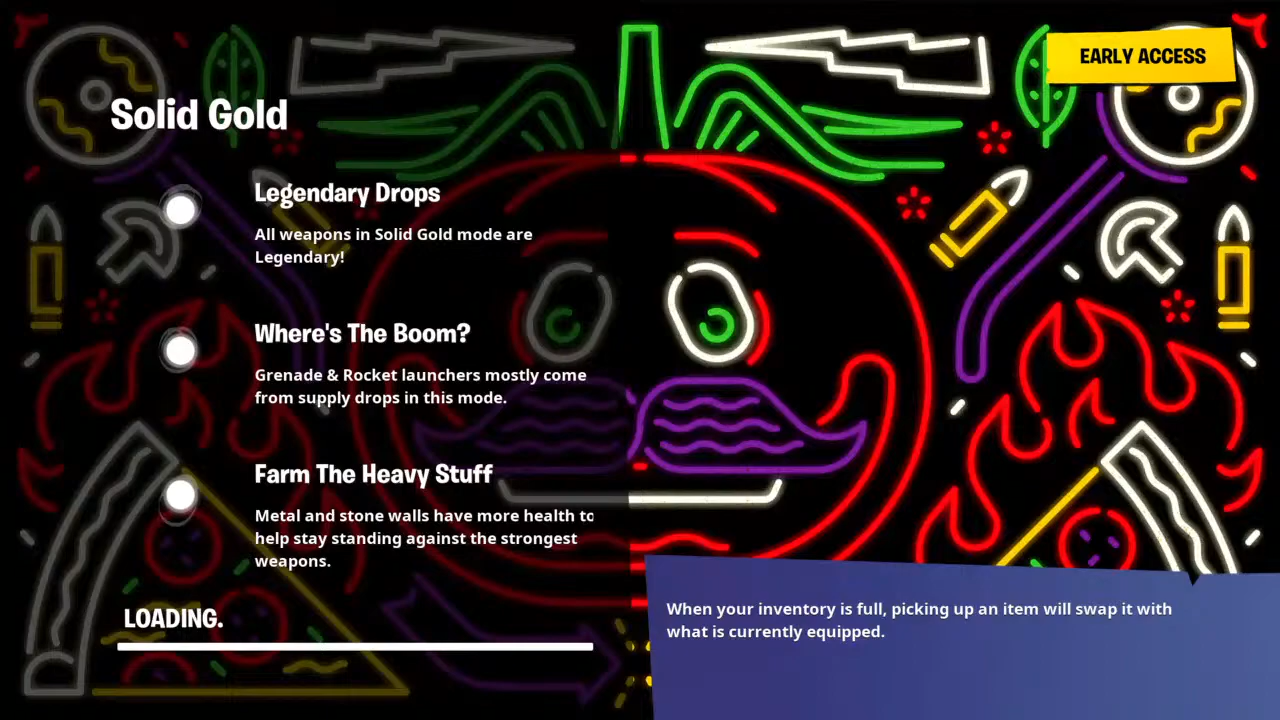 EARLY ACCESS
Solid Gold
Legendary Drops
All weapons in Solid Gold mode are
Legendary!
Where's The Boom?
Grenade & Rocket launchers mostly come
from supply drops in this mode.
Farm The Heavy Stuff
Metal and stone walls have more health to
help stay standing against the strongest
weapons.
LOADING.
When your inventory is full, picking up an item will swap it with
what is currently equipped.